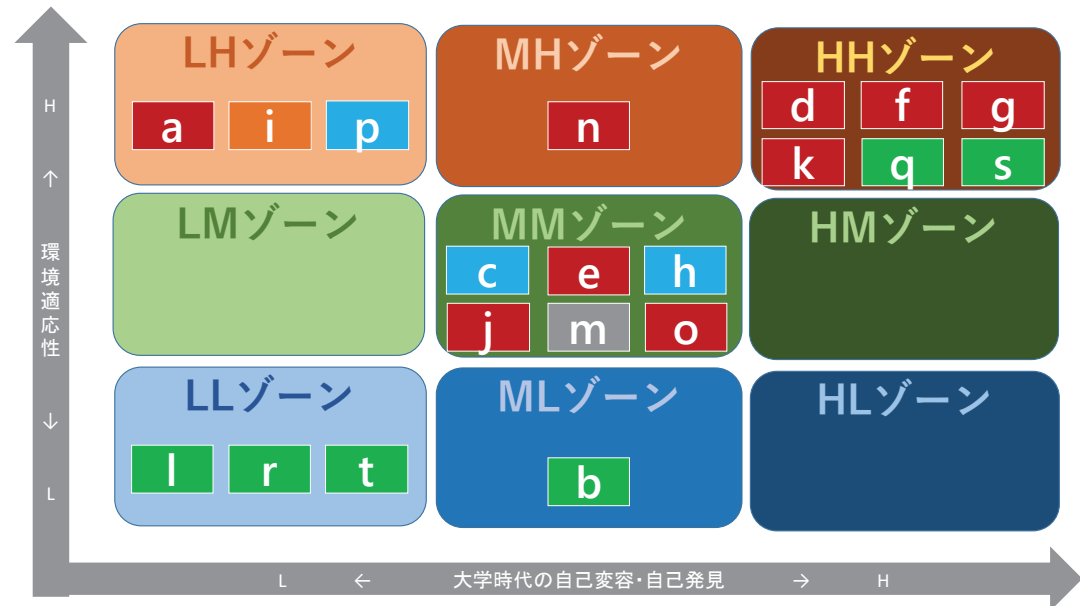 LHゾーン
a i p
MHゾーン
n
HHゾーン
d f g
k q s
LMゾーン
MMゾーン
c e h
j m o
HMゾーン
LLゾーン
l r t
MLゾーン
b
HLゾーン
H
↑
環境適応性
↓
L
L ← 大学時代の自己変容・自己発見 → H